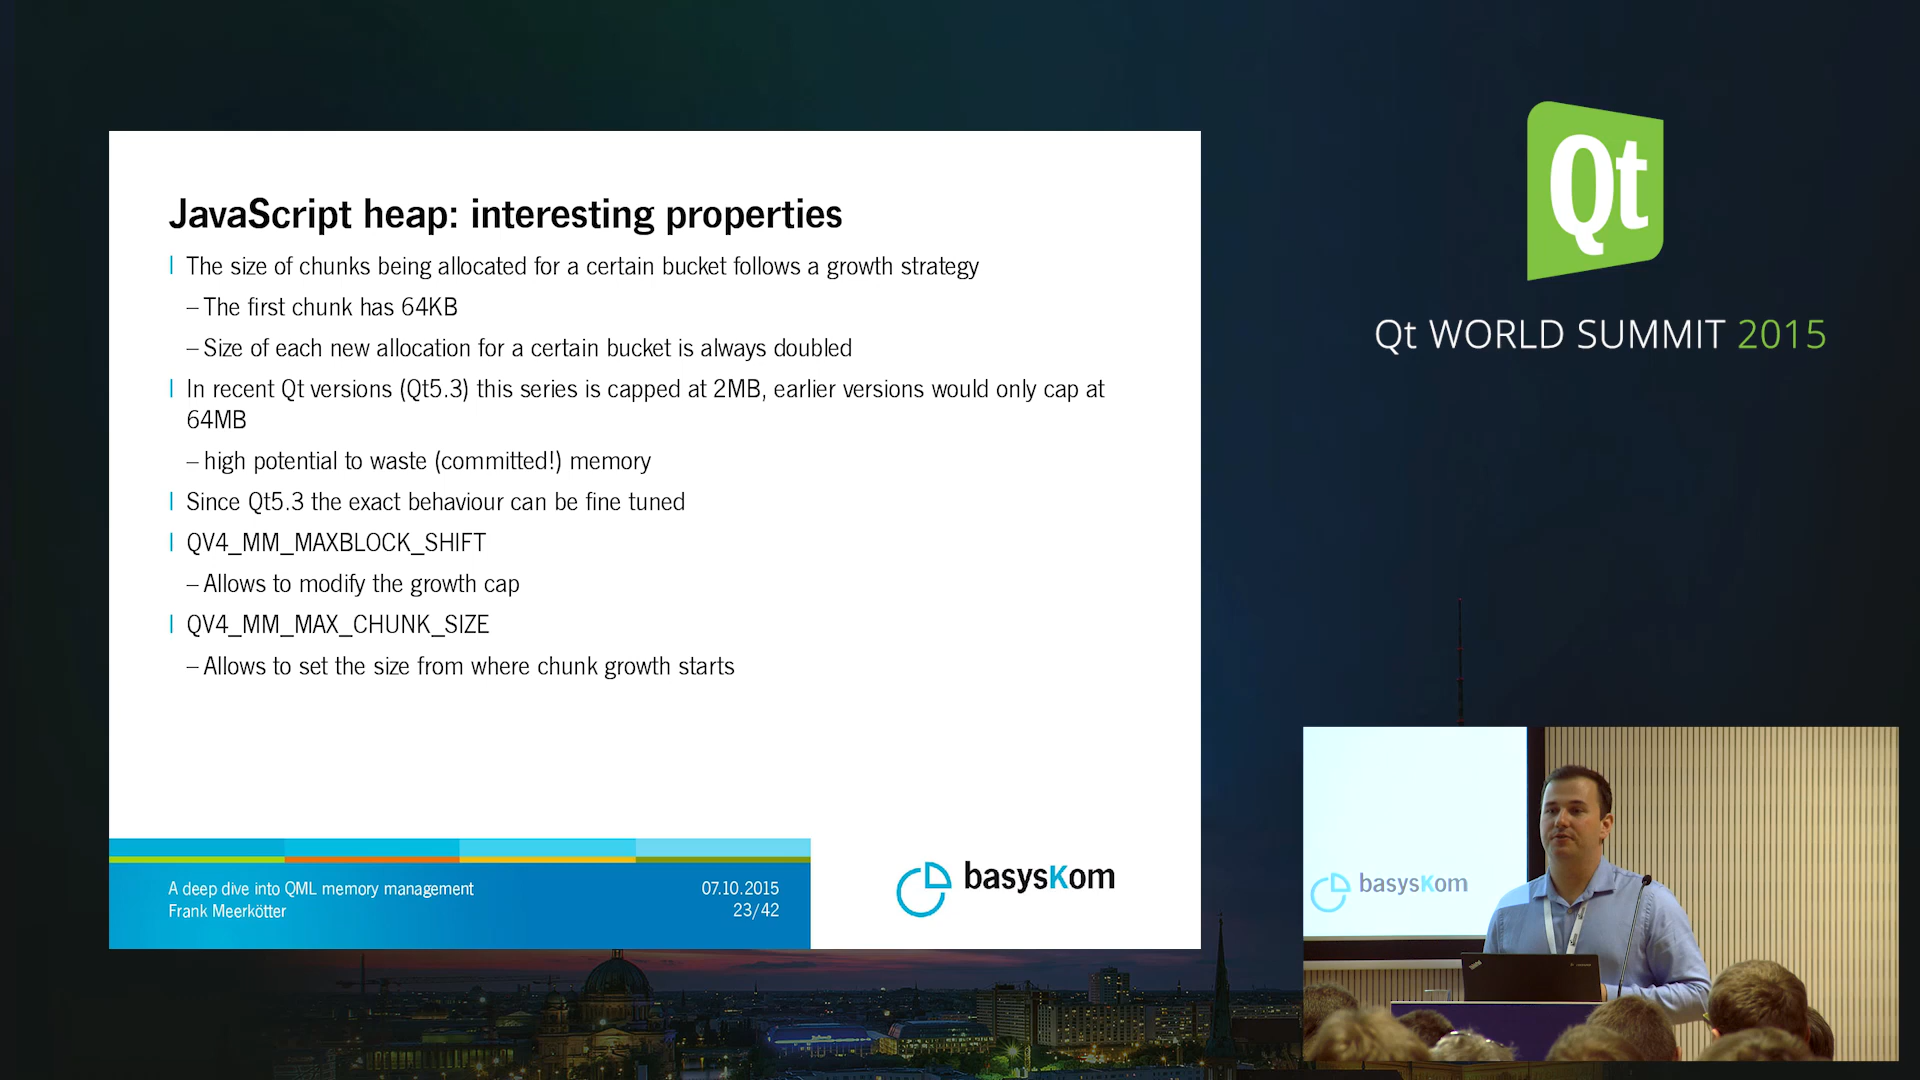 JavaScript heap: interesting properties
The size of chunks being allocated for a certain bucket follows a growth strategy
– The first chunk has 64KB
– Size of each new allocation for a certain bucket is always doubled
In recent Qt versions (Qt5.3) this series is capped at 2MB, earlier versions would only cap at
64MB
– high potential to waste (committed!) memory
Since Qt5.3 the exact behaviour can be fine tuned
QV4_MM_MAXBLOCK_SHIFT
– Allows to modify the growth cap
QV4_MM_MAX_CHUNK_SIZE
– Allows to set the size from where chunk growth starts
A deep dive into QML memory management
Frank Meerkötter
07.10.2015
23/42
basysKom
Qt
Qt WORLD SUMMIT 2015
basysKom